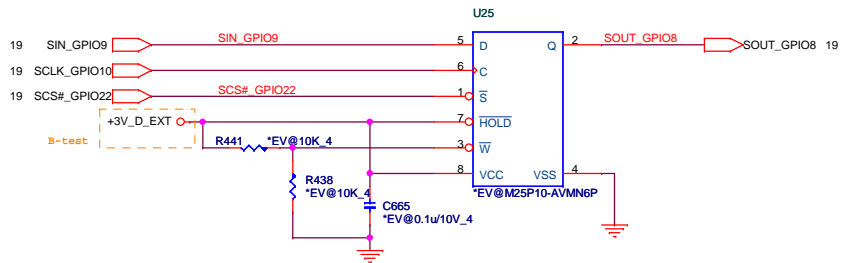 U25
19 SIN_GPIO9 SIN_GPIO9 5 D Q 2 SOUT_GPIO8 SOUT_GPIO8 19
19 SCLK_GPIO10 6 C
19 SCS#_GPIO22 SCS#_GPIO22 1 S
+3V_D_EXT 7 HOLD
B-test R441 *EV@10K_4 3 W
8 VCC VSS 4
R438
*EV@10K_4
*EV@M25P10-AVMN6P
C665
*EV@0.1u/10V_4